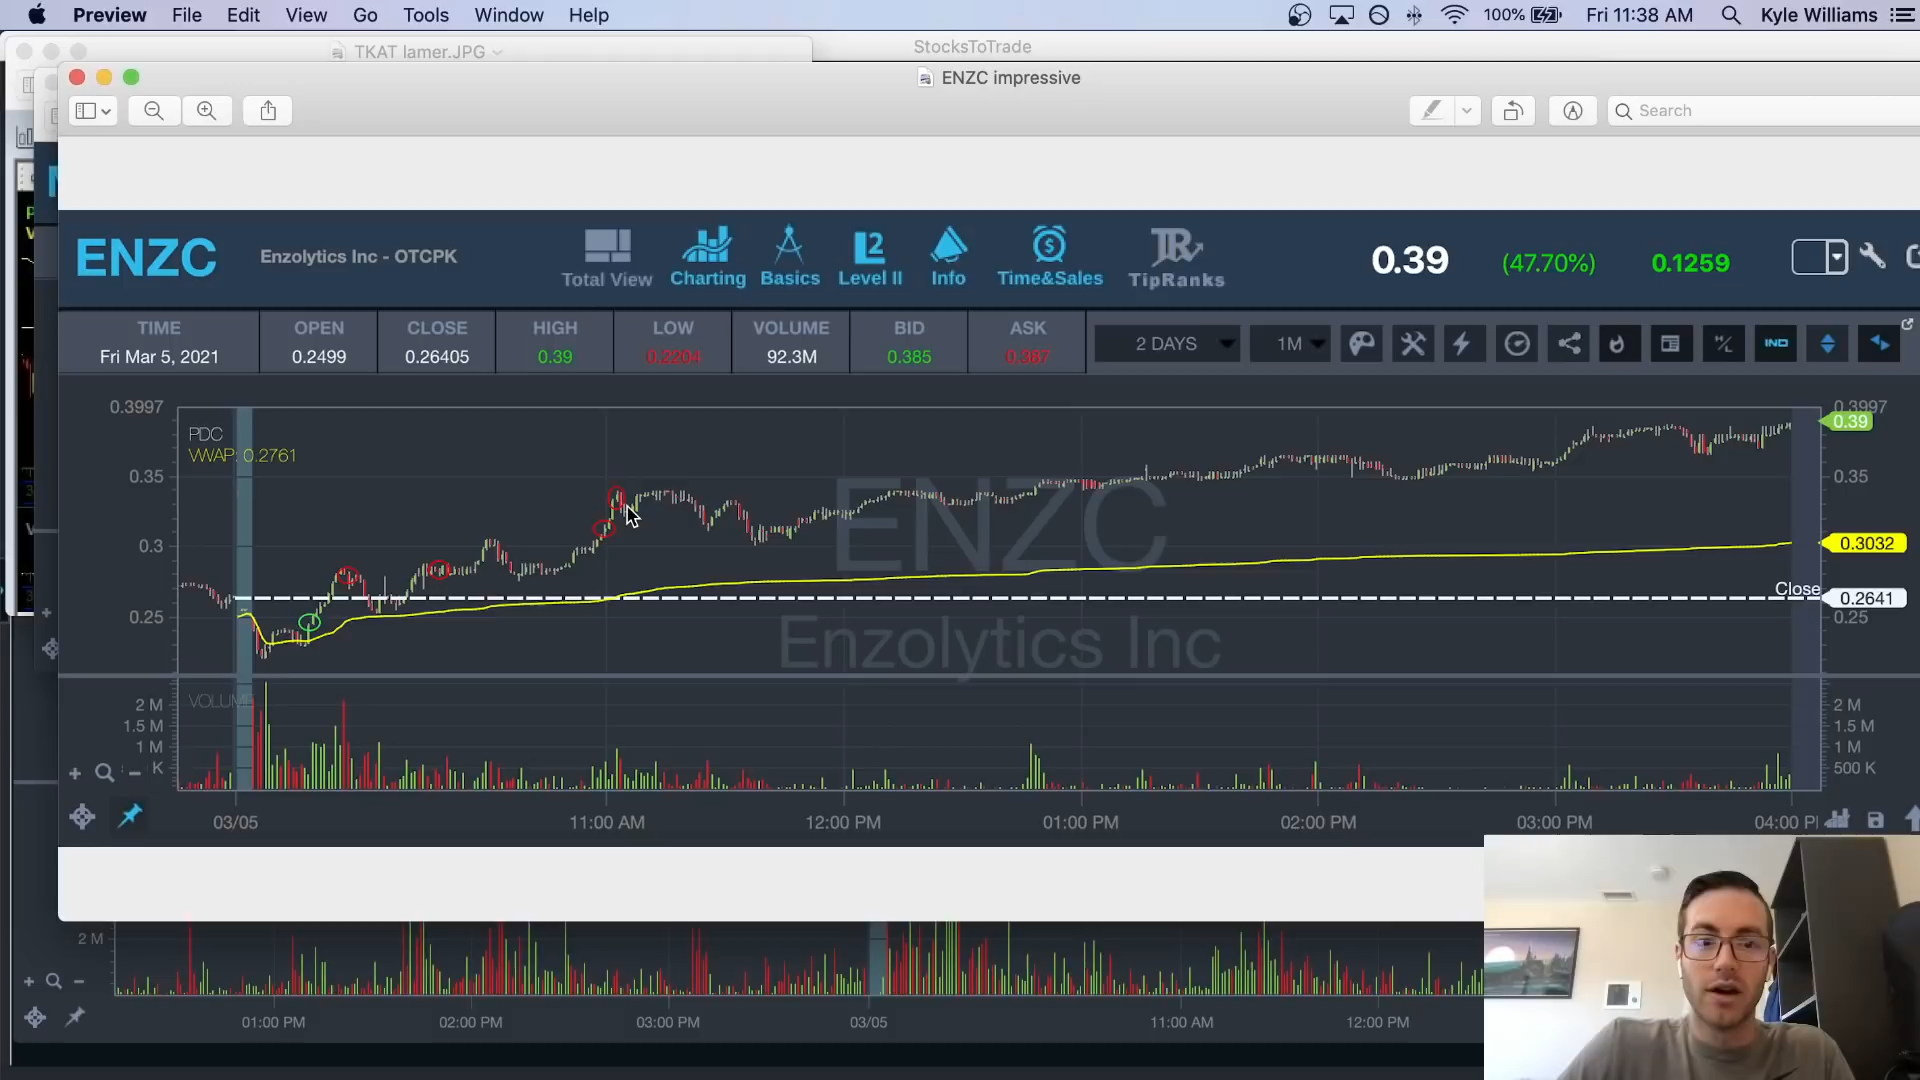 Preview File Edit View Go Tools Window Help 100% Fri 11:38 AM Kyle Williams
TKAT lamer.JPG
StocksToTrade
ENZC impressive
Search
ENZC Enzolytics Inc - OTCPK
Total View Charting Basics Level II Info Time&Sales TipRanks
0.39 (47.70%) 0.1259
TIME OPEN CLOSE HIGH LOW VOLUME BID ASK
Fri Mar 5, 2021 0.2499 0.26405 0.39 0.2204 92.3M 0.385 0.387
2 DAYS 1M IND
0.3997 0.3997
0.39
PDC
VWAP: 0.2761
0.35 0.35
ENZC
0.3 0.3032
Close 0.2641
0.25 0.25
Enzolytics Inc
VOLUME
2 M 2 M
1.5 M 1.5 M
1 M 1 M
K 500 K
03/05 11:00 AM 12:00 PM 01:00 PM 02:00 PM 03:00 PM 04:00 P
2 M
01:00 PM 02:00 PM 03:00 PM 03/05 11:00 AM 12:00 PM